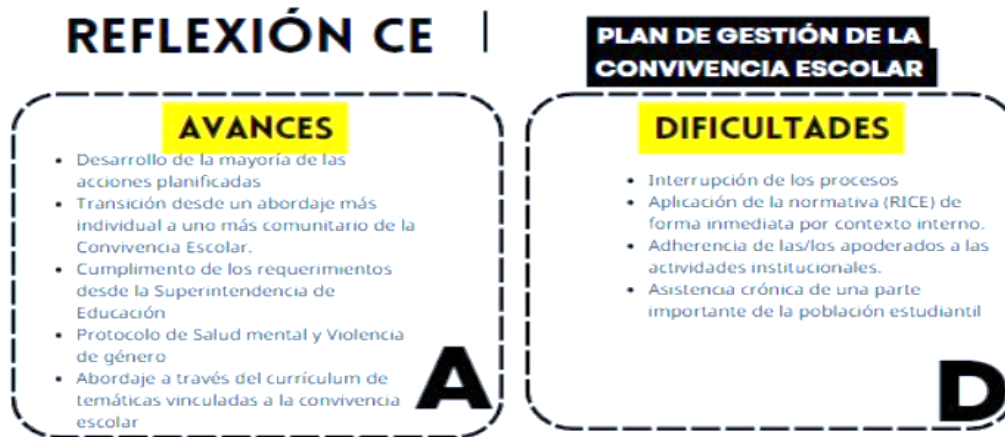 REFLEXIÓN CE
PLAN DE GESTIÓN DE LA
CONVIVENCIA ESCOLAR
AVANCES
• Desarrollo de la mayoría de las
acciones planificadas
• Transición desde un abordaje más
individual a uno más comunitario de la
Convivencia Escolar.
• Cumplimento de los requerimientos
desde la Superintendencia de
Educación
• Protocolo de Salud mental y Violencia
de género
• Abordaje a través del currículum de
temáticas vinculadas a la convivencia
escolar
A
DIFICULTADES
• Interrupción de los procesos
• Aplicación de la normativa (RICE) de
forma inmediata por contexto interno.
• Adherencia de las/los apoderados a las
actividades institucionales.
• Asistencia crónica de una parte
importante de la población estudiantil
D